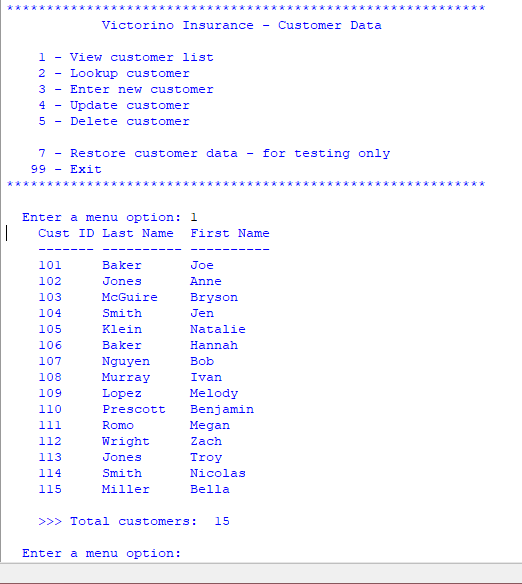 ************************************************************
Victorino Insurance – Customer Data
1 – View customer list
2 – Lookup customer
3 – Enter new customer
4 – Update customer
5 – Delete customer
7 – Restore customer data – for testing only
99 – Exit
************************************************************
Enter a menu option: 1
Cust ID Last Name  First Name
------- ---------- ----------
101     Baker      Joe
102     Jones      Anne
103     McGuire    Bryson
104     Smith      Jen
105     Klein      Natalie
106     Baker      Hannah
107     Nguyen     Bob
108     Murray     Ivan
109     Lopez      Melody
110     Prescott   Benjamin
111     Romo       Megan
112     Wright     Zach
113     Jones      Troy
114     Smith      Nicolas
115     Miller     Bella
>>> Total customers:  15
Enter a menu option: